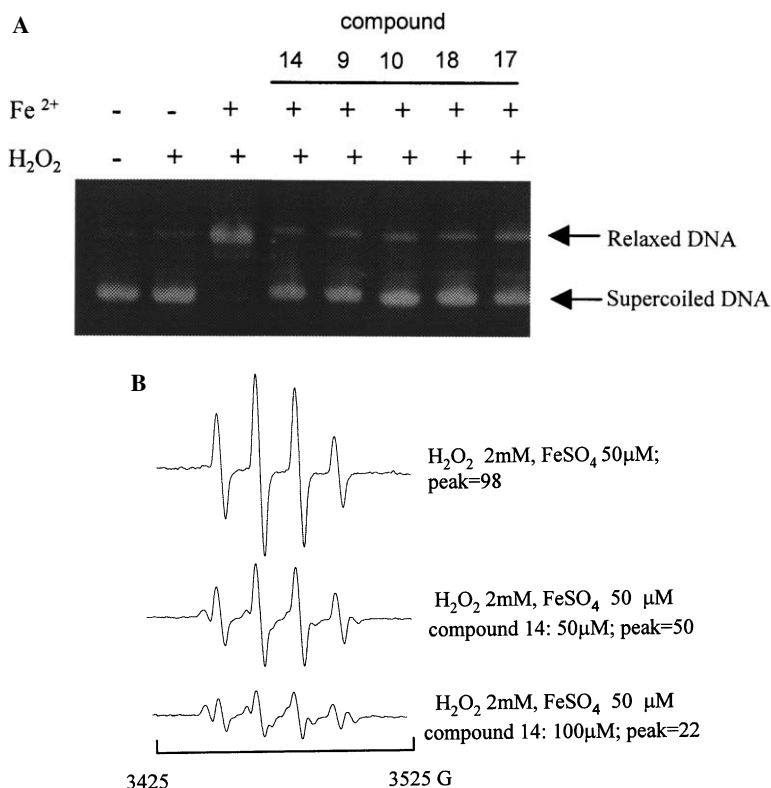 A
compound
14 9 10 18 17
Fe 2+ - - + + + + + +
H2O2 - + + + + + + +
Relaxed DNA
Supercoiled DNA
B
H2O2 2mM, FeSO4 50μM;
peak=98
H2O2 2mM, FeSO4 50 μM
compound 14: 50μM; peak=50
H2O2 2mM, FeSO4 50 μM
compound 14: 100μM; peak=22
3425 3525 G